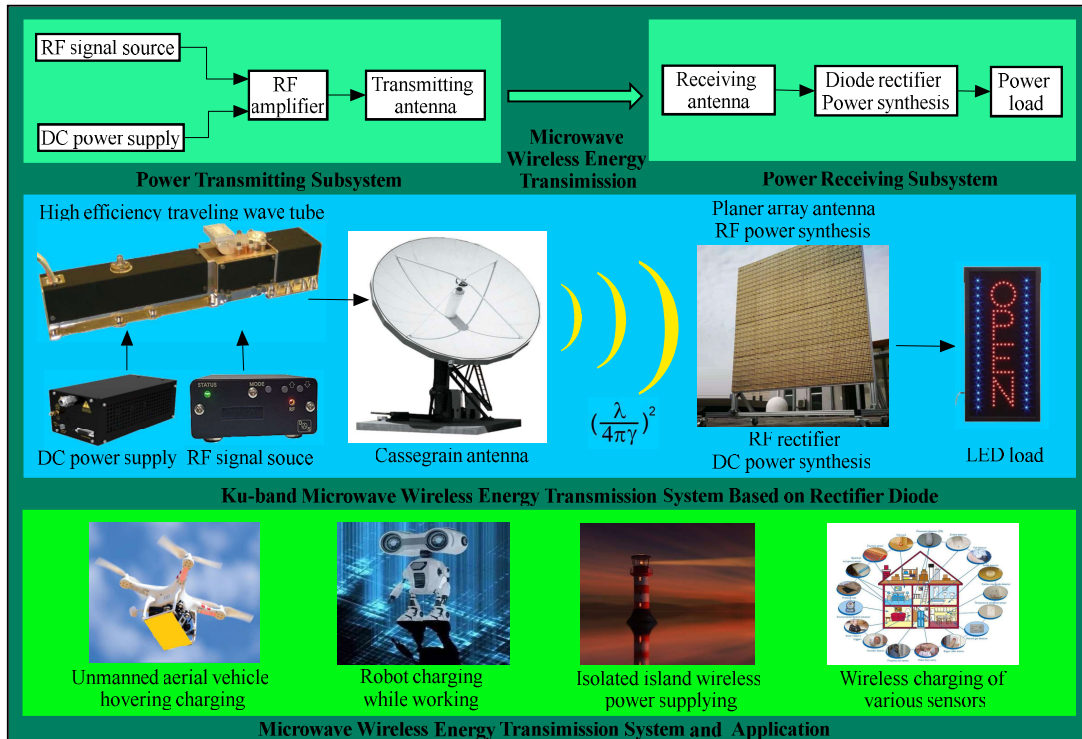 RF signal source
DC power supply
RF
amplifier
Transmitting
antenna
Power Transmitting Subsystem
Microwave
Wireless Energy
Transimission
Receiving
antenna
Diode rectifier
Power synthesis
Power
load
Power Receiving Subsystem
High efficiency traveling wave tube
Planer array antenna
RF power synthesis
STATUS
MODE
RF
OPEN
(λ/4πγ)²
DC power supply
RF signal souce
Cassegrain antenna
RF rectifier
DC power synthesis
LED load
Ku-band Microwave Wireless Energy Transmission System Based on Rectifier Diode
Unmanned aerial vehicle
hovering charging
Robot charging
while working
Isolated island wireless
power supplying
Wireless charging of
various sensors
Microwave Wireless Energy Transimission System and Application